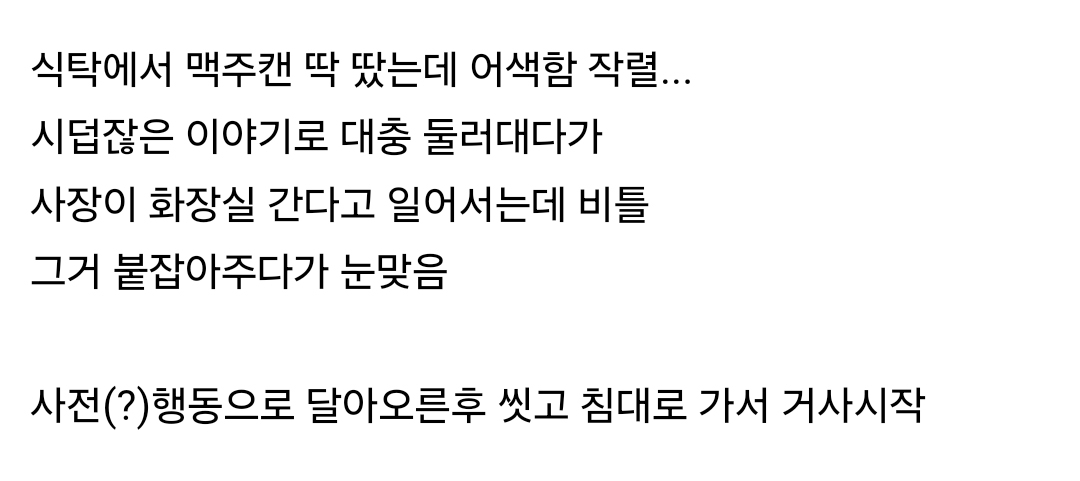 식탁에서 맥주캔 딱 땄는데 어색함 작렬...
시덥잖은 이야기로 대충 둘러대다가
사장이 화장실 간다고 일어서는데 비틀
그거 붙잡아주다가 눈맞음
사전(?)행동으로 달아오른후 씻고 침대로 가서 거사시작